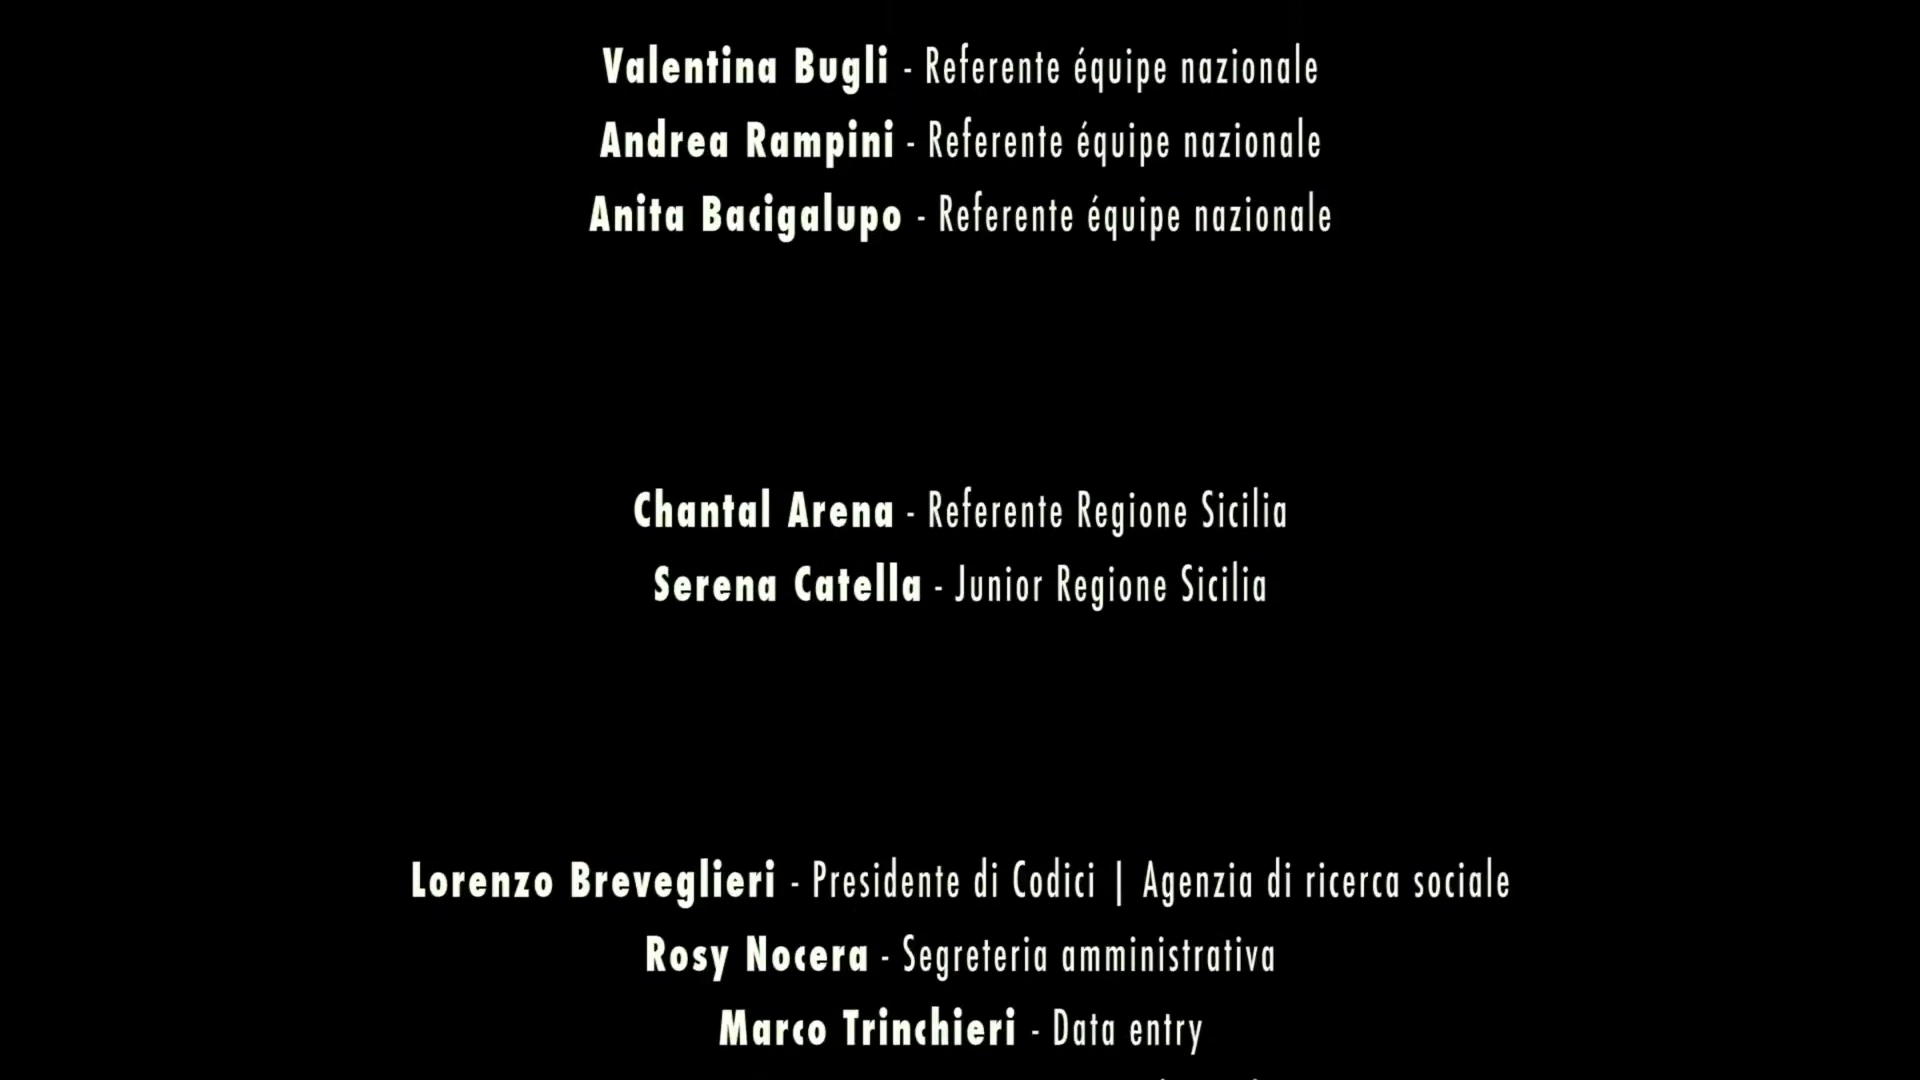 Valentina Bugli - Referente équipe nazionale
Andrea Rampini - Referente équipe nazionale
Anita Bacigalupo - Referente équipe nazionale
Chantal Arena - Referente Regione Sicilia
Serena Catella - Junior Regione Sicilia
Lorenzo Breveglieri - Presidente di Codici | Agenzia di ricerca sociale
Rosy Nocera - Segreteria amministrativa
Marco Trinchieri - Data entry